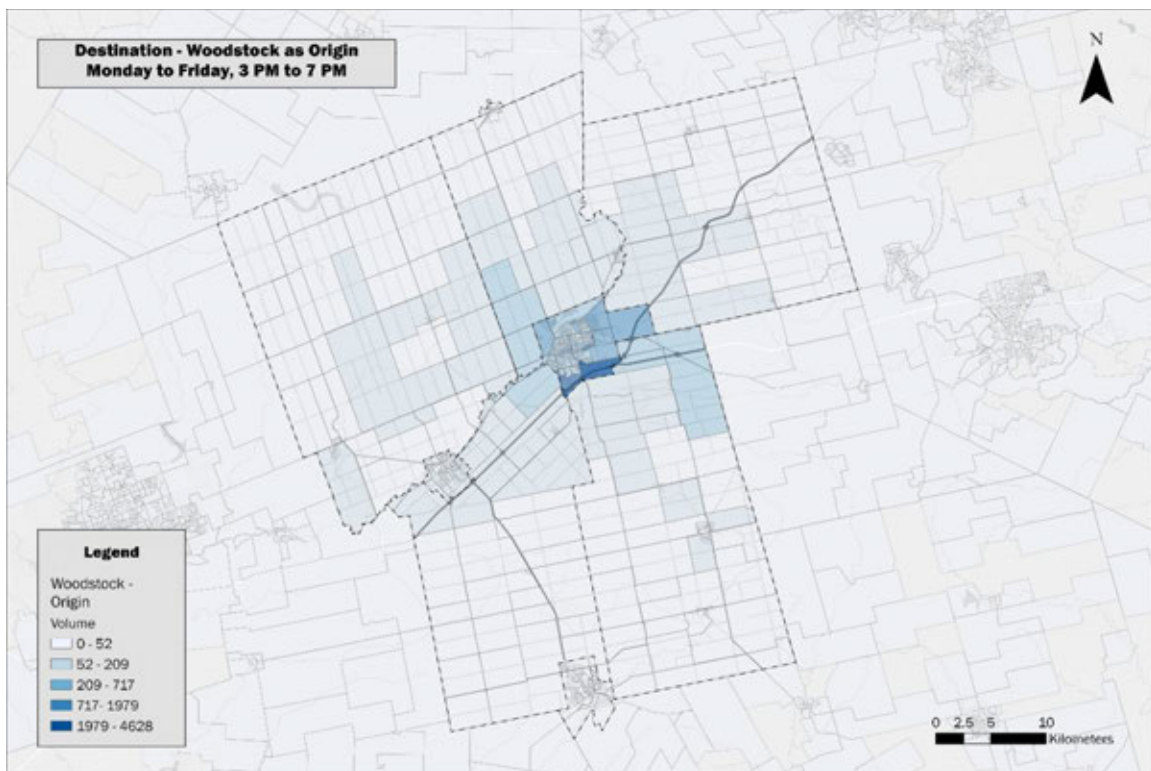 Destination - Woodstock as Origin
Monday to Friday, 3 PM to 7 PM
N
Legend
Woodstock -
Origin
Volume
0 - 52
52 - 209
209 - 717
717- 1979
1979 - 4628
0 2.5 5 10
Kilometers